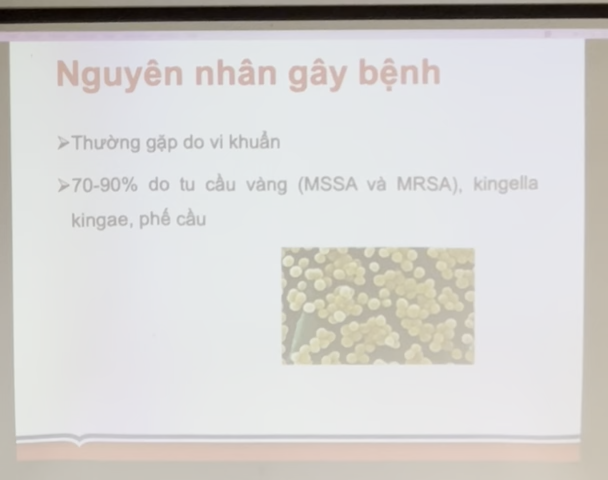 Nguyên nhân gây bệnh
➢Thường gặp do vi khuẩn
➢70-90% do tu cầu vàng (MSSA và MRSA), kingella
kingae, phế cầu